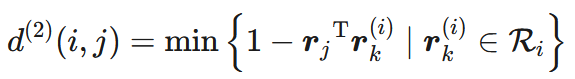 $d^{(2)}(i,j) = \min \left\{ 1 - \boldsymbol{r}_j{}^{\mathrm{T}} \boldsymbol{r}_k^{(i)} \mid \boldsymbol{r}_k^{(i)} \in \mathcal{R}_i \right\}$